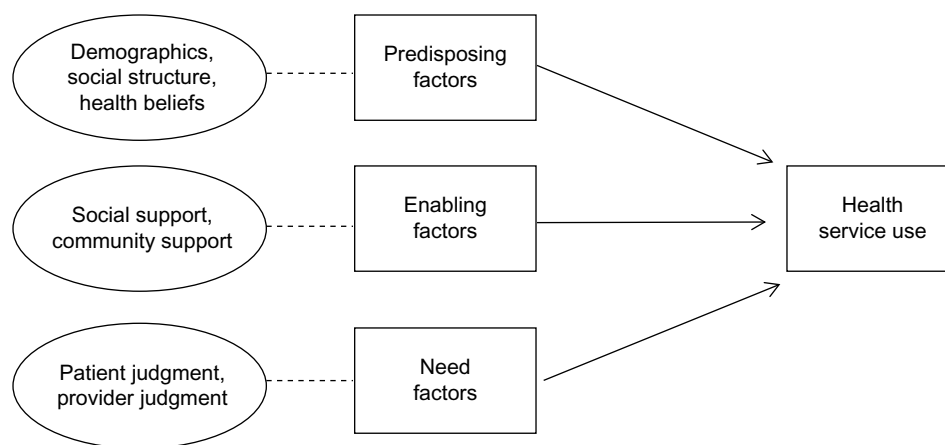 Demographics,
social structure,
health beliefs
Predisposing
factors
Social support,
community support
Enabling
factors
Health
service use
Patient judgment,
provider judgment
Need
factors